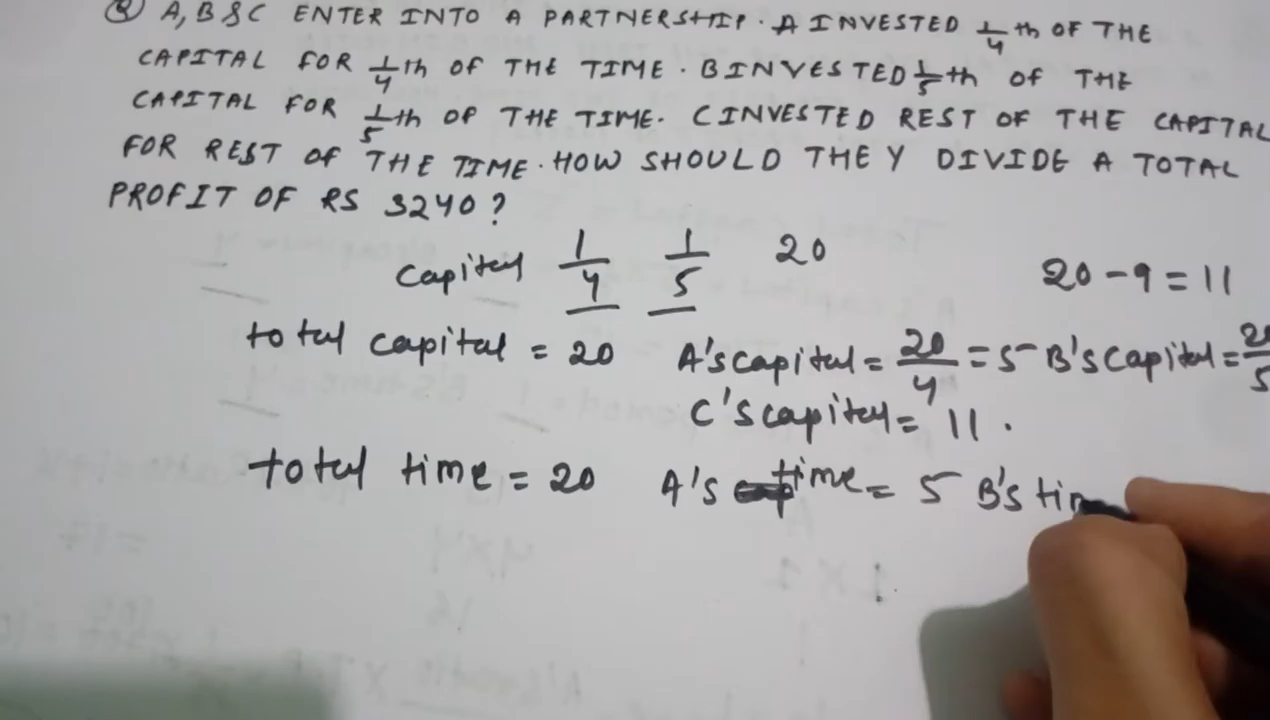 Q A, B & C ENTER INTO A PARTNERSHIP. A INVESTED 1/4 th OF THE
CAPITAL FOR 1/4 th OF THE TIME. B INVESTED 1/5 th OF THE
CAPITAL FOR 1/5 th OF THE TIME. C INVESTED REST OF THE CAPITAL
FOR REST OF THE TIME. HOW SHOULD THEY DIVIDE A TOTAL
PROFIT OF RS 3240?
capital 1/4 1/5 20 20 - 9 = 11
total capital = 20 A's capital = 20/4 = 5 B's capital = 20/5
C's capital = 11.
total time = 20 A's time = 5 B's